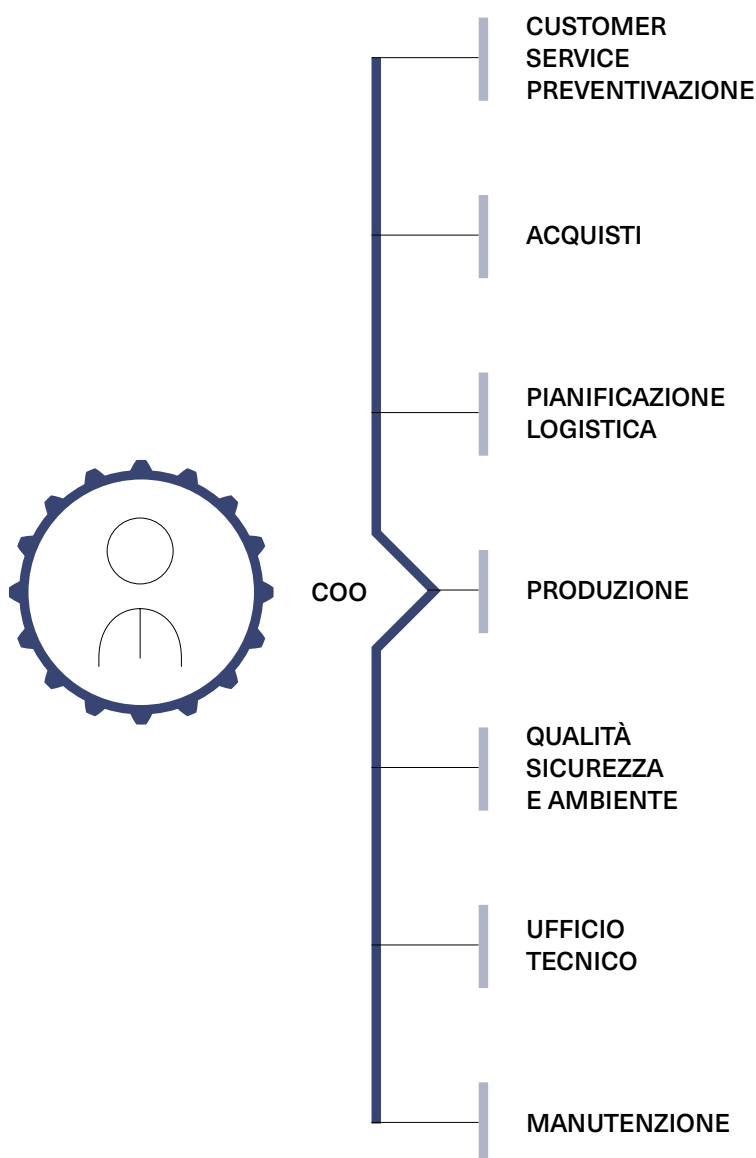 CUSTOMER
SERVICE
PREVENTIVAZIONE
ACQUISTI
PIANIFICAZIONE
LOGISTICA
COO
PRODUZIONE
QUALITÀ
SICUREZZA
E AMBIENTE
UFFICIO
TECNICO
MANUTENZIONE